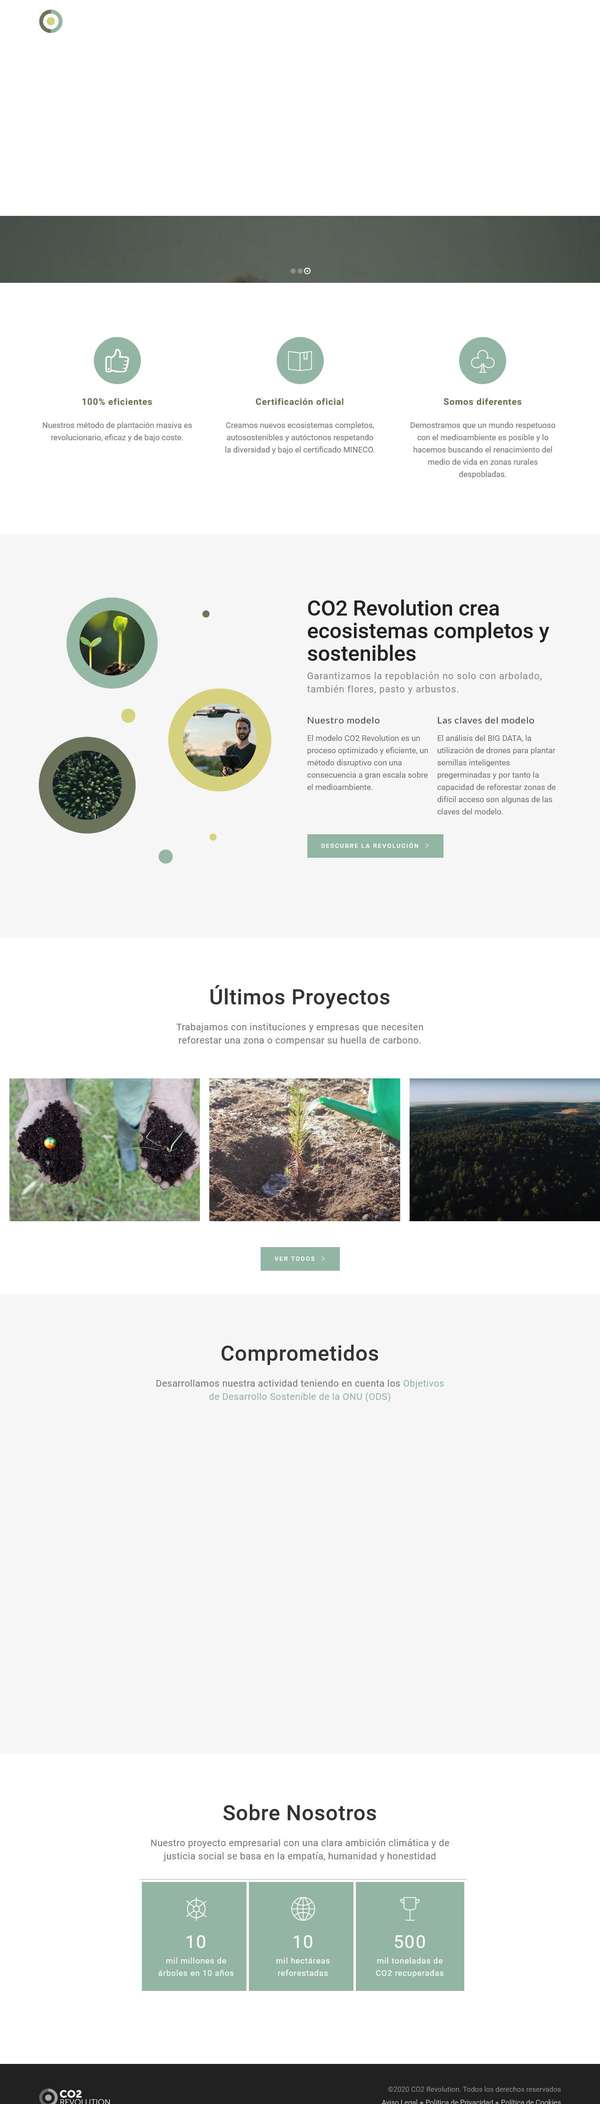 100% eficientes
Nuestros método de plantación masiva es
revolucionario, eficaz y de bajo coste.
Certificación oficial
Creamos nuevos ecosistemas completos,
autosostenibles y autóctonos respetando
la diversidad y bajo el certificado MINECO.
Somos diferentes
Demostramos que un mundo respetuoso
con el medioambiente es posible y lo
hacemos buscando el renacimiento del
medio de vida en zonas rurales
despobladas.
CO2 Revolution crea
ecosistemas completos y
sostenibles
Garantizamos la repoblación no solo con arbolado,
también flores, pasto y arbustos.
Nuestro modelo
El modelo CO2 Revolution es un
proceso optimizado y eficiente, un
método disruptivo con una
consecuencia a gran escala sobre
el medioambiente.
Las claves del modelo
El análisis del BIG DATA, la
utilización de drones para plantar
semillas inteligentes
pregerminadas y por tanto la
capacidad de reforestar zonas de
difícil acceso son algunas de las
claves del modelo.
DESCUBRE LA REVOLUCIÓN
Últimos Proyectos
Trabajamos con instituciones y empresas que necesiten
reforestar una zona o compensar su huella de carbono.
VER TODOS
Comprometidos
Desarrollamos nuestra actividad teniendo en cuenta los Objetivos
de Desarrollo Sostenible de la ONU (ODS)
Sobre Nosotros
Nuestro proyecto empresarial con una clara ambición climática y de
justicia social se basa en la empatía, humanidad y honestidad
10
mil millones de
árboles en 10 años
10
mil hectáreas
reforestadas
500
mil toneladas de
CO2 recuperadas
CO2
REVOLUTION
©2020 CO2 Revolution. Todos los derechos reservados
Aviso Legal • Política de Privacidad • Política de Cookies